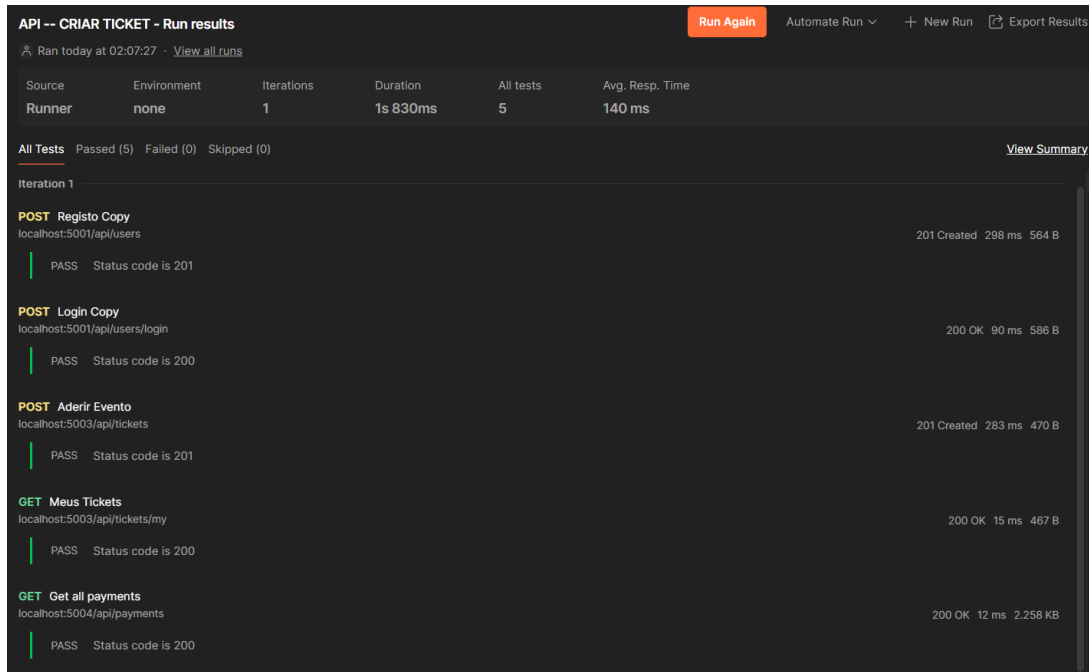 API -- CRIAR TICKET - Run results
Run Again
Automate Run
New Run
Export Results
Ran today at 02:07:27 · View all runs
Source Environment Iterations Duration All tests Avg. Resp. Time
Runner none 1 1s 830ms 5 140 ms
All Tests Passed (5) Failed (0) Skipped (0) View Summary
Iteration 1
POST Registo Copy
localhost:5001/api/users
201 Created 298 ms 564 B
PASS Status code is 201
POST Login Copy
localhost:5001/api/users/login
200 OK 90 ms 586 B
PASS Status code is 200
POST Aderir Evento
localhost:5003/api/tickets
201 Created 283 ms 470 B
PASS Status code is 201
GET Meus Tickets
localhost:5003/api/tickets/my
200 OK 15 ms 467 B
PASS Status code is 200
GET Get all payments
localhost:5004/api/payments
200 OK 12 ms 2.258 KB
PASS Status code is 200